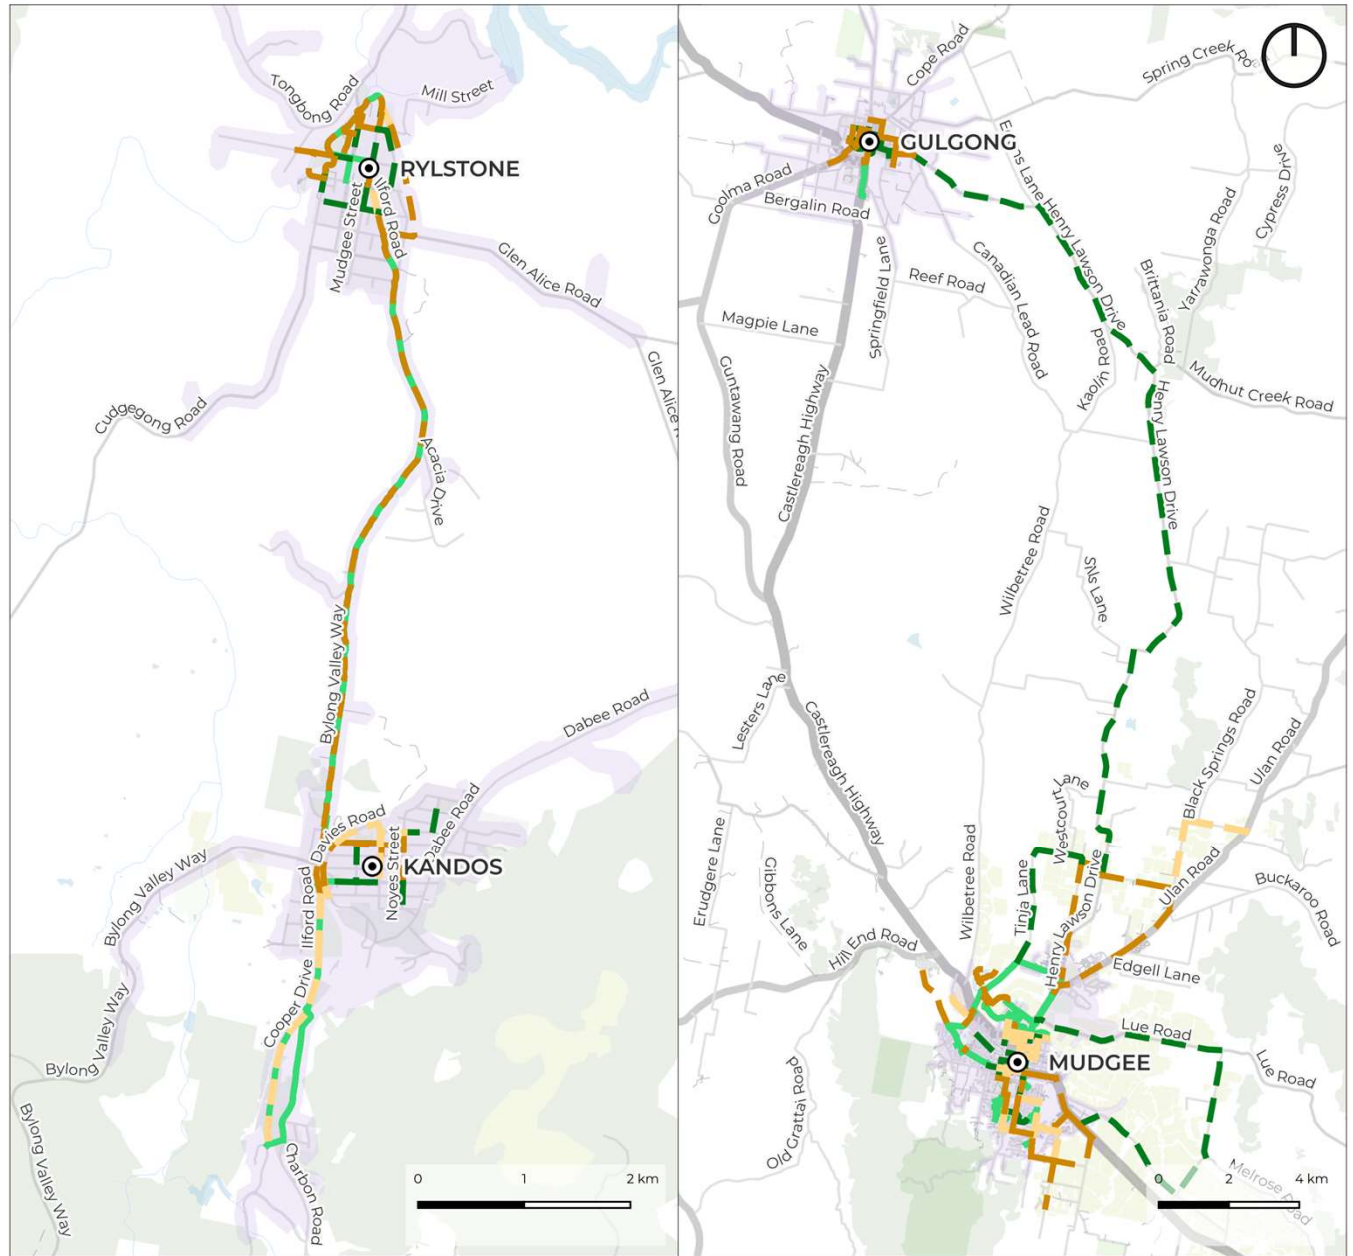 Tongbong Road
Mill Street
RYLSTONE
Mudgee Street
Ilford Road
Glen Alice Road
Glen Alice
Cudgegong Road
Acacia Drive
Bylong Valley Way
Dabee Road
Davies Road
Dabee Road
KANDOS
Noyes Street
Bylong Valley Way
Ilford Road
Cooper Drive
Bylong Valley Way
Bylong Valley Way
Bylong Valley Way
Charbon Road
0 1 2 km
Cope Road
Spring Creek
GULGONG
Lane
Goolma Road
Bergalin Road
Henry Lawson Drive
Cypress Drive
Yarrawonga Road
Brittania Road
Springfield Lane
Reef Road
Canadian Lead Road
Magpie Lane
Kaolin Road
Mudhut Creek Road
Guntawang Road
Castlereagh Highway
Henry Lawson Drive
Wilbetree Road
Sills Lane
Lesters Lane
Castlereagh Highway
Black Springs Road
Ulan Road
Westcourt Lane
Erudgere Lane
Gibbons Lane
Wilbetree Road
Tinja Lane
Henry Lawson Drive
Ulan Road
Buckaroo Road
Hill End Road
Edgell Lane
Lue Road
Lue Road
MUDGEE
Old Grattai Road
Melrose Road
0 2 4 km